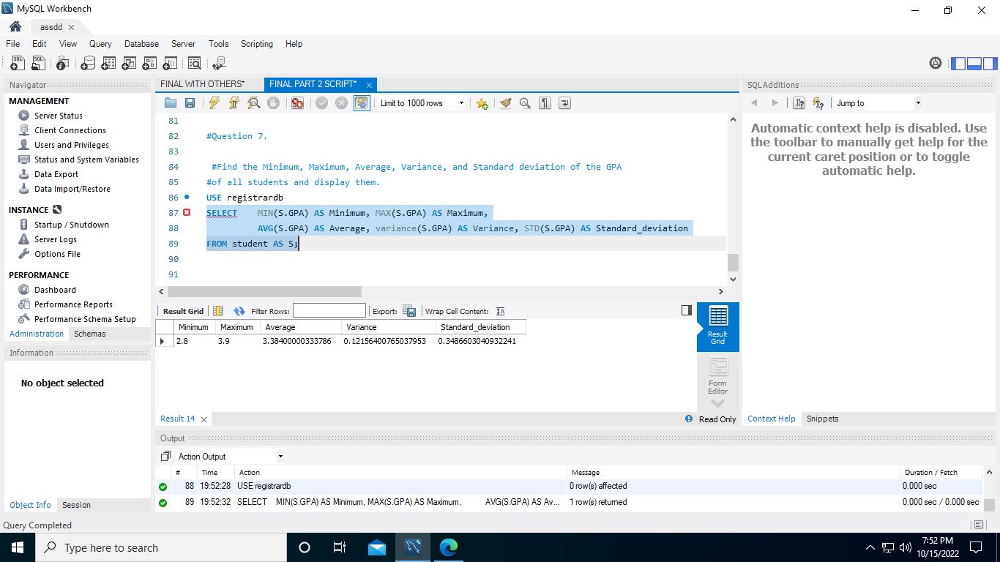 MySQL Workbench
assdd
File Edit View Query Database Server Tools Scripting Help
Navigator
MANAGEMENT
Server Status
Client Connections
Users and Privileges
Status and System Variables
Data Export
Data Import/Restore
INSTANCE
Startup / Shutdown
Server Logs
Options File
PERFORMANCE
Dashboard
Performance Reports
Performance Schema Setup
Administration Schemas
Information
No object selected
Object Info Session
FINAL WITH OTHERS* FINAL PART 2 SCRIPT*
Limit to 1000 rows
81
82 #Question 7.
83
84 #Find the Minimum, Maximum, Average, Variance, and Standard deviation of the GPA
85 #of all students and display them.
86 USE registrardb
87 SELECT MIN(S.GPA) AS Minimum, MAX(S.GPA) AS Maximum,
88 AVG(S.GPA) AS Average, variance(S.GPA) AS Variance, STD(S.GPA) AS Standard_deviation
89 FROM student AS S;
90
91
Result Grid Filter Rows: Export: Wrap Cell Content:
Minimum Maximum Average Variance Standard_deviation
2.8 3.9 3.38400000333786 0.12156400765037953 0.3486603040932241
Result
Grid
Form
Editor
Result 14 Read Only
SQLAdditions
Jump to
Automatic context help is disabled. Use
the toolbar to manually get help for the
current caret position or to toggle
automatic help.
Context Help Snippets
Output
Action Output
# Time Action Message Duration / Fetch
88 19:52:28 USE registrardb 0 row(s) affected 0.000 sec
89 19:52:32 SELECT MIN(S.GPA) AS Minimum, MAX(S.GPA) AS Maximum, AVG(S.GPA) AS Av... 1 row(s) returned 0.000 sec / 0.000 sec
Query Completed
Type here to search
7:52 PM
10/15/2022